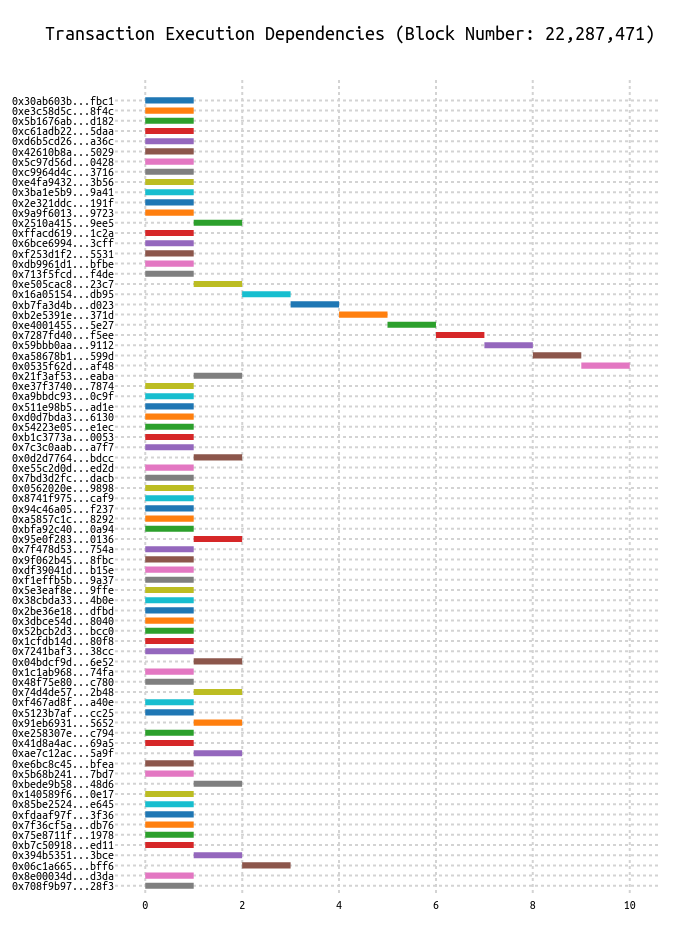 Transaction Execution Dependencies (Block Number: 22,287,471)
0x30ab603b...fbc1
0xe3c58d5c...8f4c
0x5b1676ab...d182
0xc61adb22...5daa
0xd6b5cd26...a36c
0x42610b8a...5029
0x5c97d56d...0428
0xc9964d4c...3716
0xe4fa9432...3b56
0x3ba1e5b9...9a41
0x2e321ddc...191f
0x9a9f6013...9723
0x2510a415...9ee5
0xffacd619...1c2a
0x6bce6994...3cff
0xf253d1f2...5531
0xdb9961d1...bfbe
0x713f5fcd...f4de
0xe505cac8...23c7
0x16a05154...db95
0xb7fa3d4b...d023
0xb2e5391e...371d
0xe4001455...5e27
0x7287fd40...f5ee
0x59bbb0aa...9112
0xa58678b1...599d
0x0535f62d...af48
0x21f3af53...eaba
0xe37f3740...7874
0xa9bbdc93...0c9f
0x511e98b5...ad1e
0xd0d7bda3...6130
0x54223e05...e1ec
0xb1c3773a...0053
0x7c3c0aab...a7f7
0x0d2d7764...bdcc
0xe55c2d0d...ed2d
0x7bd3d2fc...dacb
0x0562020e...9898
0x8741f975...caf9
0x94c46a05...f237
0xa5857c1c...8292
0xbfa92c40...0a94
0x95e0f283...0136
0x7f478d53...754a
0x9f062b45...8fbc
0xdf39041d...b15e
0xf1effb5b...9a37
0x5e3eaf8e...9ffe
0x38cbda33...4b0e
0x2be36e18...dfbd
0x3dbce54d...8040
0x52bcb2d3...bcc0
0x1cfdb14d...80f8
0x7241baf3...38cc
0x04bdcf9d...6e52
0x1c1ab968...74fa
0x48f75e80...c780
0x74d4de57...2b48
0xf467ad8f...a40e
0x5123b7af...cc25
0x91eb6931...5652
0xe258307e...c794
0x41d8a4ac...69a5
0xae7c12ac...5a9f
0xe6bc8c45...bfea
0x5b68b241...7bd7
0xbede9b58...48d6
0x140589f6...0e17
0x85be2524...e645
0xfdaaf97f...3f36
0x7f36cf5a...db76
0x75e8711f...1978
0xb7c50918...ed11
0x394b5351...3bce
0x06c1a665...bff6
0x8e00034d...d3da
0x708f9b97...28f3
0 2 4 6 8 10